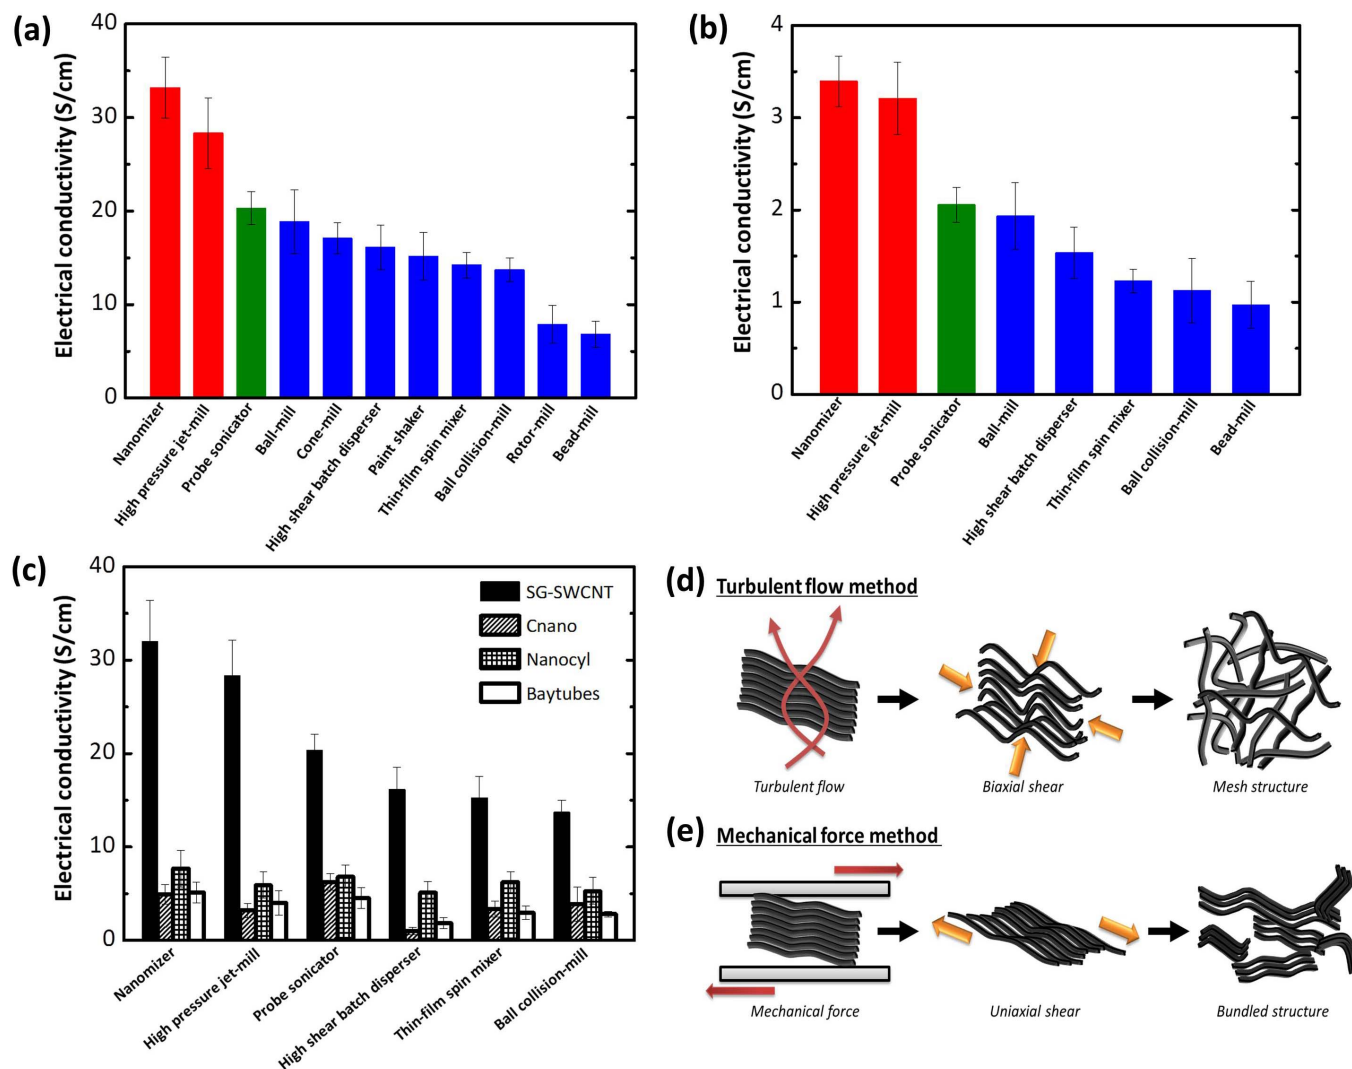 (a)
Electrical conductivity (S/cm)
40
30
20
10
0
Nanomizer
High pressure jet-mill
Probe sonicator
Ball-mill
Cone-mill
High shear batch disperser
Paint shaker
Thin-film spin mixer
Ball collision-mill
Rotor-mill
Bead-mill
(b)
Electrical conductivity (S/cm)
4
3
2
1
0
Nanomizer
High pressure jet-mill
Probe sonicator
Ball-mill
High shear batch disperser
Thin-film spin mixer
Ball collision-mill
Bead-mill
(c)
Electrical conductivity (S/cm)
40
30
20
10
0
SG-SWCNT
Cnano
Nanocyl
Baytubes
Nanomizer
High pressure jet-mill
Probe sonicator
High shear batch disperser
Thin-film spin mixer
Ball collision-mill
(d) Turbulent flow method
Turbulent flow
Biaxial shear
Mesh structure
(e) Mechanical force method
Mechanical force
Uniaxial shear
Bundled structure